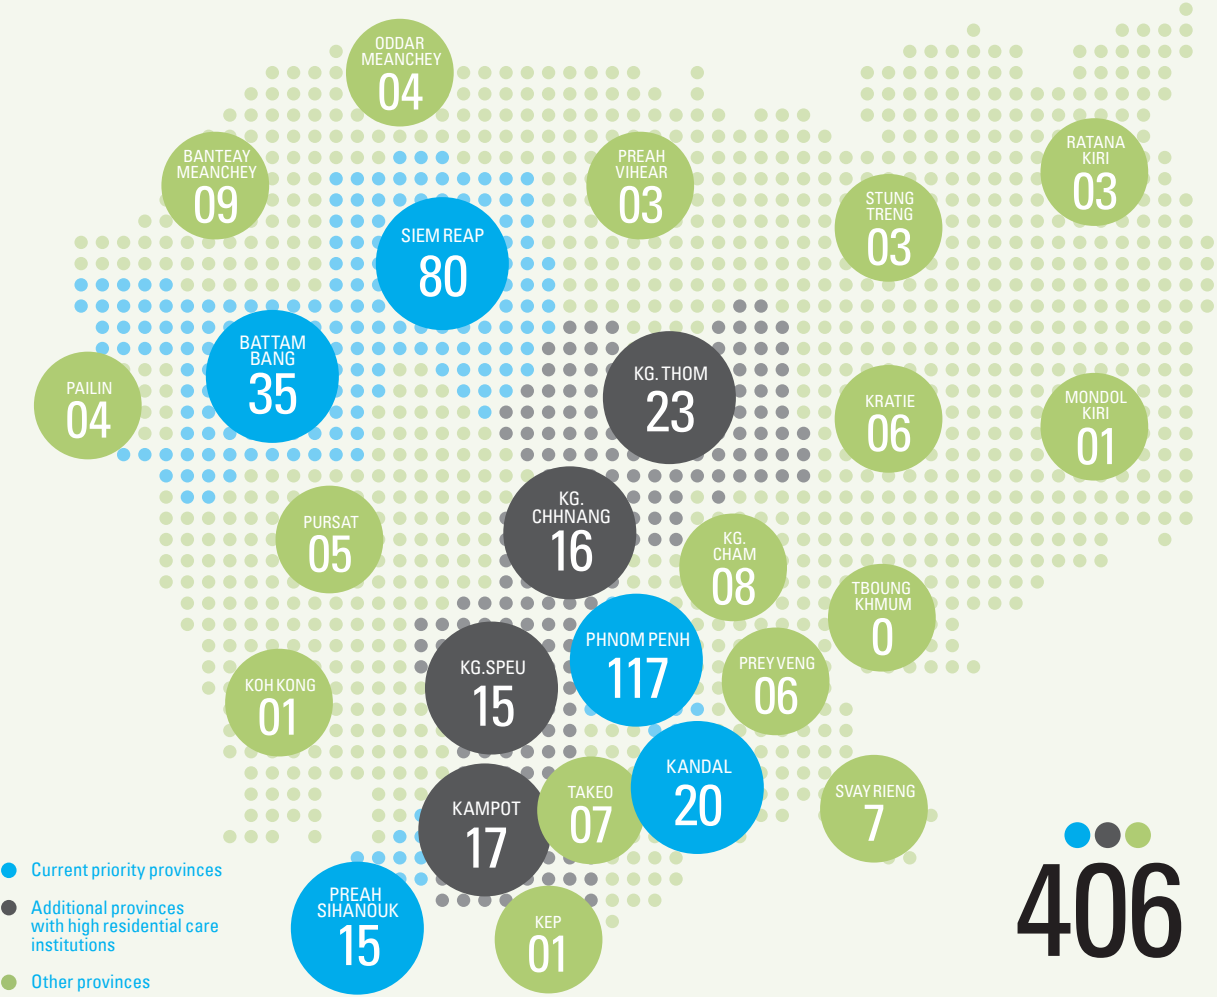 ODDAR
MEANCHEY
04
BANTEAY
MEANCHEY
09
PREAH
VIHEAR
03
RATANA
KIRI
03
STUNG
TRENG
03
SIEM REAP
80
BATTAM
BANG
35
PAILIN
04
KG. THOM
23
KRATIE
06
MONDOL
KIRI
01
PURSAT
05
KG.
CHHNANG
16
KG.
CHAM
08
TBOUNG
KHMUM
0
PHNOM PENH
117
KG.SPEU
15
PREY VENG
06
KOH KONG
01
KANDAL
20
TAKEO
07
KAMPOT
17
SVAY RIENG
7
PREAH
SIHANOUK
15
KEP
01
Current priority provinces
Additional provinces
with high residential care
institutions
Other provinces
406